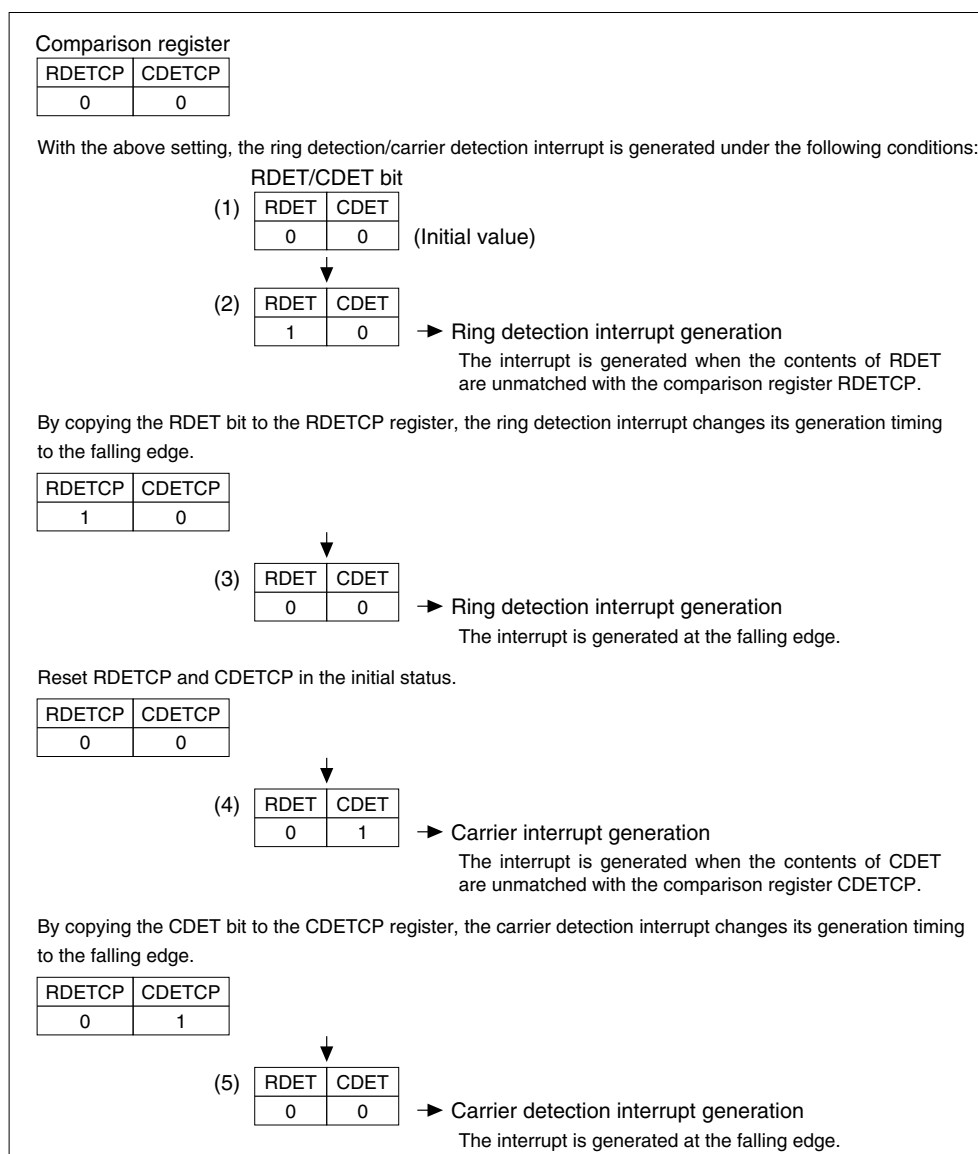 Comparison register
RDETCP CDETCP
0 0
With the above setting, the ring detection/carrier detection interrupt is generated under the following conditions:
RDET/CDET bit
(1) RDET CDET
0 0 (Initial value)
(2) RDET CDET
1 0 Ring detection interrupt generation
The interrupt is generated when the contents of RDET
are unmatched with the comparison register RDETCP.
By copying the RDET bit to the RDETCP register, the ring detection interrupt changes its generation timing
to the falling edge.
RDETCP CDETCP
1 0
(3) RDET CDET
0 0 Ring detection interrupt generation
The interrupt is generated at the falling edge.
Reset RDETCP and CDETCP in the initial status.
RDETCP CDETCP
0 0
(4) RDET CDET
0 1 Carrier interrupt generation
The interrupt is generated when the contents of CDET
are unmatched with the comparison register CDETCP.
By copying the CDET bit to the CDETCP register, the carrier detection interrupt changes its generation timing
to the falling edge.
RDETCP CDETCP
0 1
(5) RDET CDET
0 0 Carrier detection interrupt generation
The interrupt is generated at the falling edge.